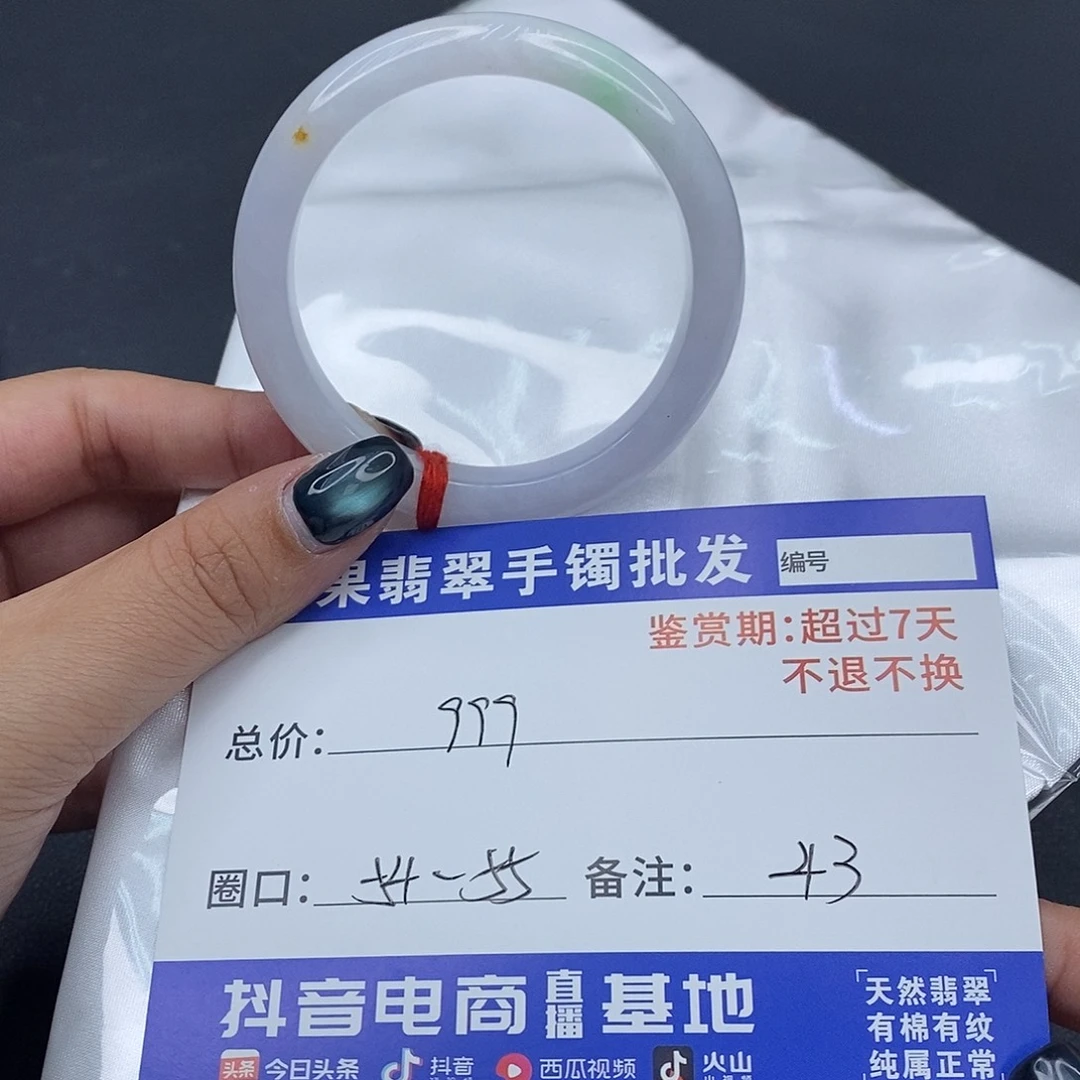 果翡翠手镯批发 编号
鉴赏期:超过7天
不退不换
总价: 999
圈口: 54-55 备注: 43
抖音电商直播基地
天然翡翠
有棉有纹
纯属正常
头条 今日头条 抖音 西瓜视频 火山